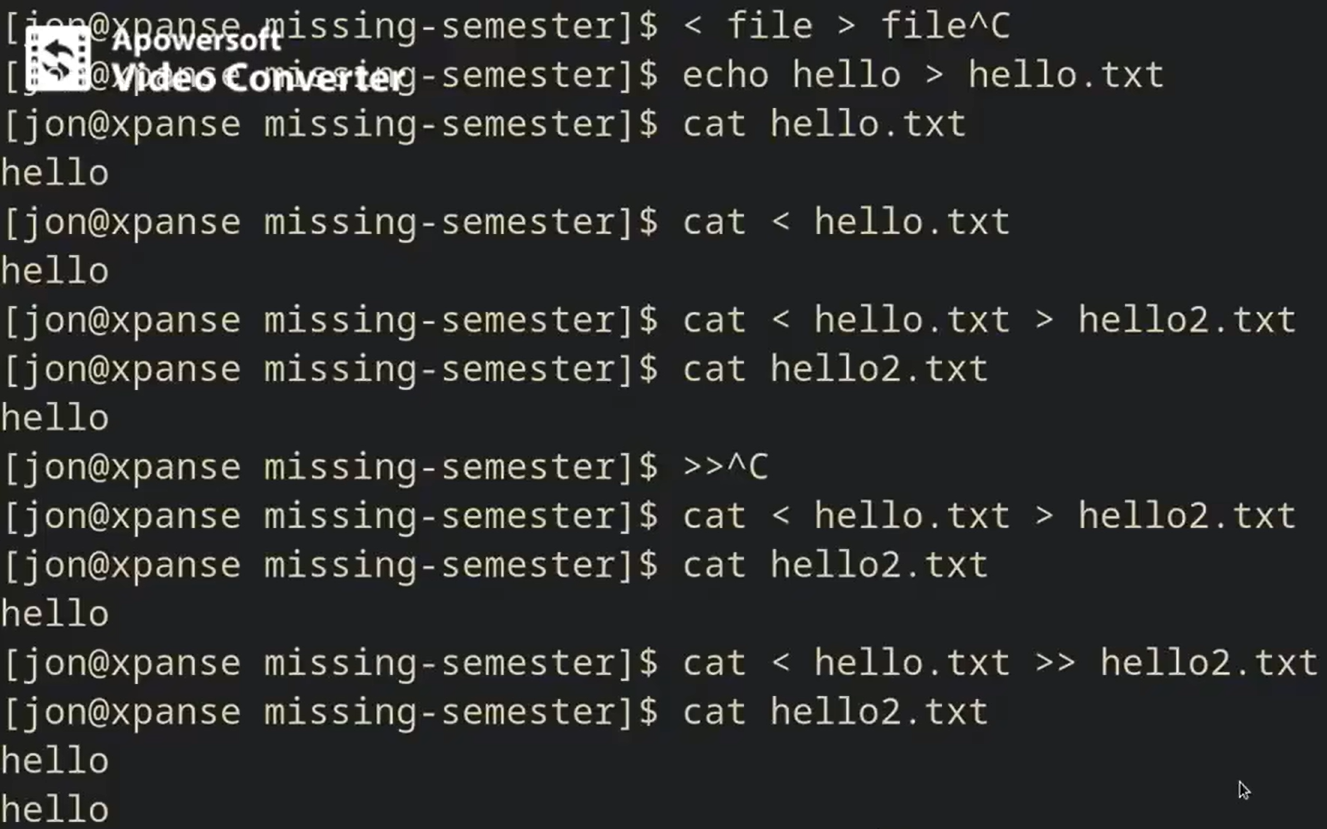 [jon@xpanse missing-semester]$ < file > file^C
Apowersoft
[jon@xpanse missing-semester]$ echo hello > hello.txt
Video Converter
[jon@xpanse missing-semester]$ cat hello.txt
hello
[jon@xpanse missing-semester]$ cat < hello.txt
hello
[jon@xpanse missing-semester]$ cat < hello.txt > hello2.txt
[jon@xpanse missing-semester]$ cat hello2.txt
hello
[jon@xpanse missing-semester]$ >>^C
[jon@xpanse missing-semester]$ cat < hello.txt > hello2.txt
[jon@xpanse missing-semester]$ cat hello2.txt
hello
[jon@xpanse missing-semester]$ cat < hello.txt >> hello2.txt
[jon@xpanse missing-semester]$ cat hello2.txt
hello
hello